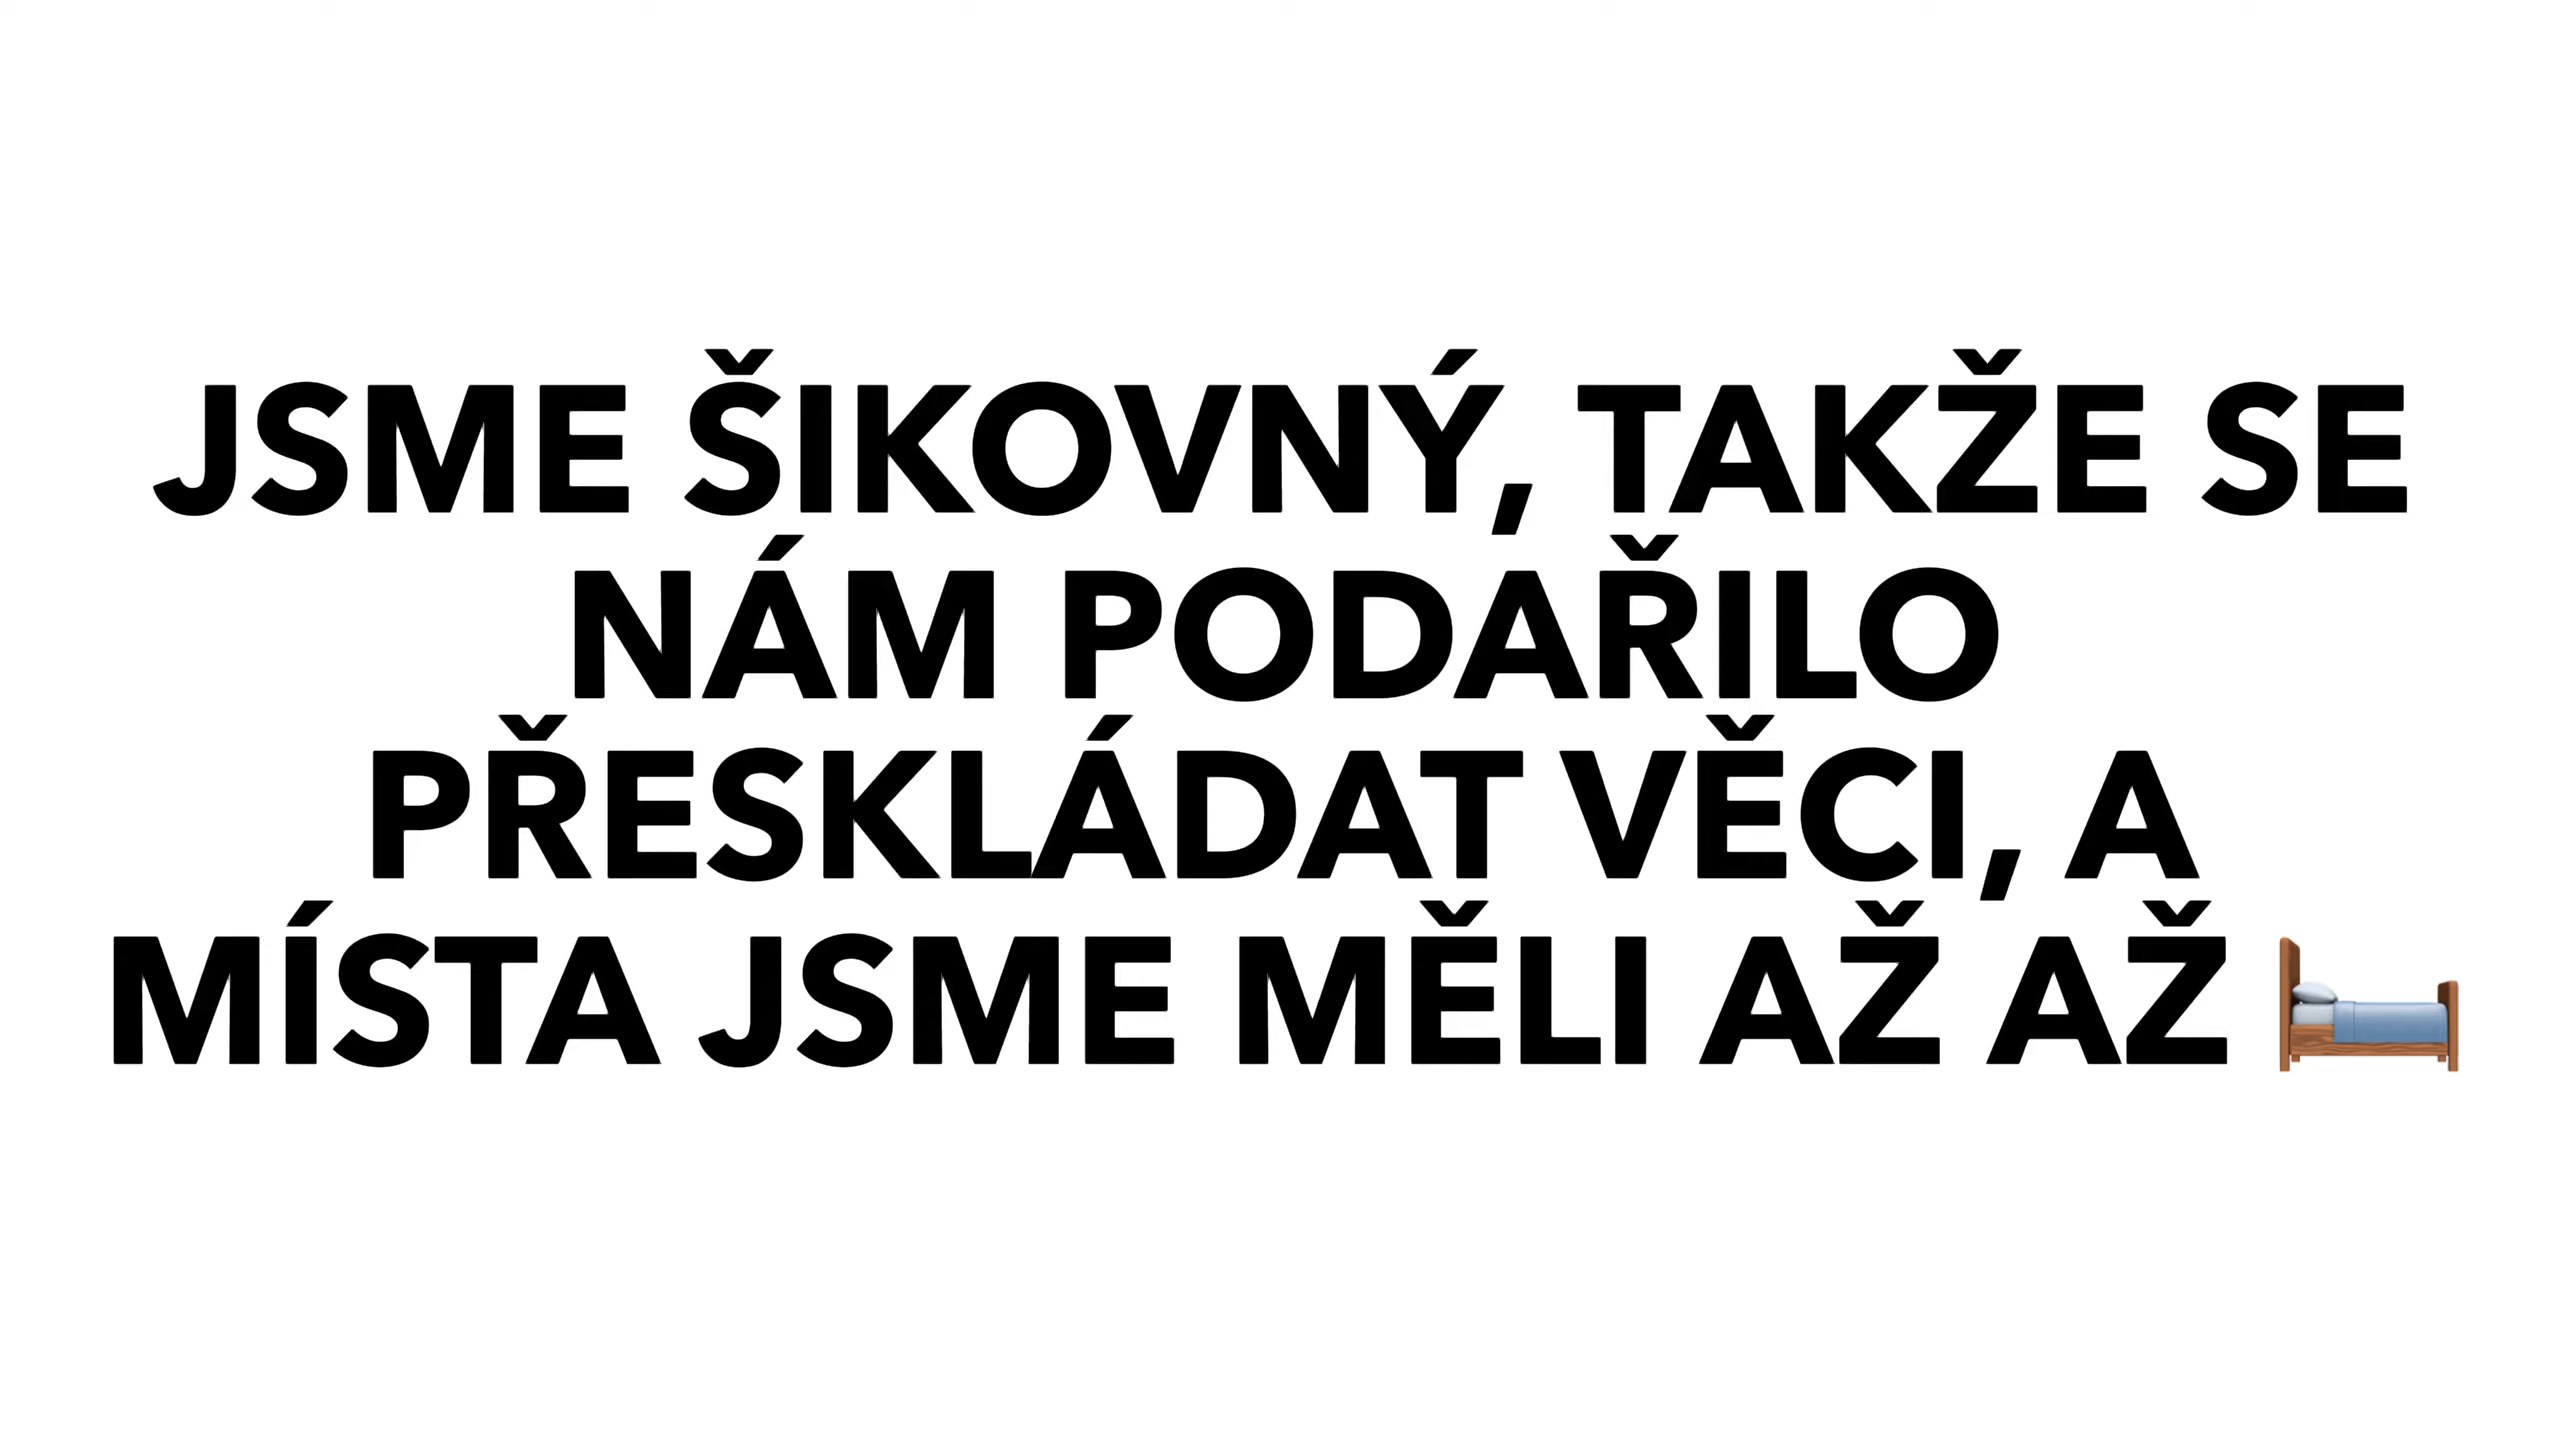 JSME ŠIKOVNÝ, TAKŽE SE
NÁM PODAŘILO
PŘESKLÁDAT VĚCI, A
MÍSTA JSME MĚLI AŽ AŽ 🛏️